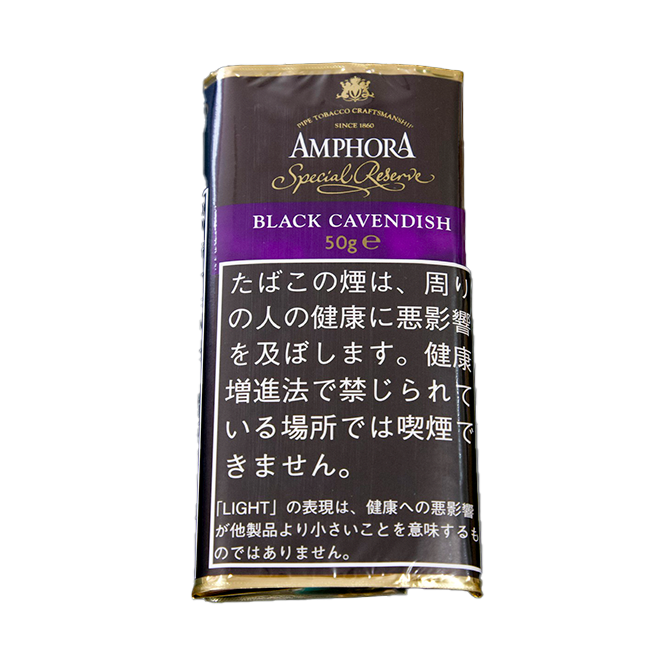 PIPE TOBACCO CRAFTSMANSHIP
SINCE 1860
AMPHORA
Special Reserve
BLACK CAVENDISH
50g ℮
たばこの煙は、周り
の人の健康に悪影響
を及ぼします。健康
増進法で禁じられて
いる場所では喫煙で
きません。
「LIGHT」の表現は、健康への悪影響
が他製品より小さいことを意味するも
のではありません。